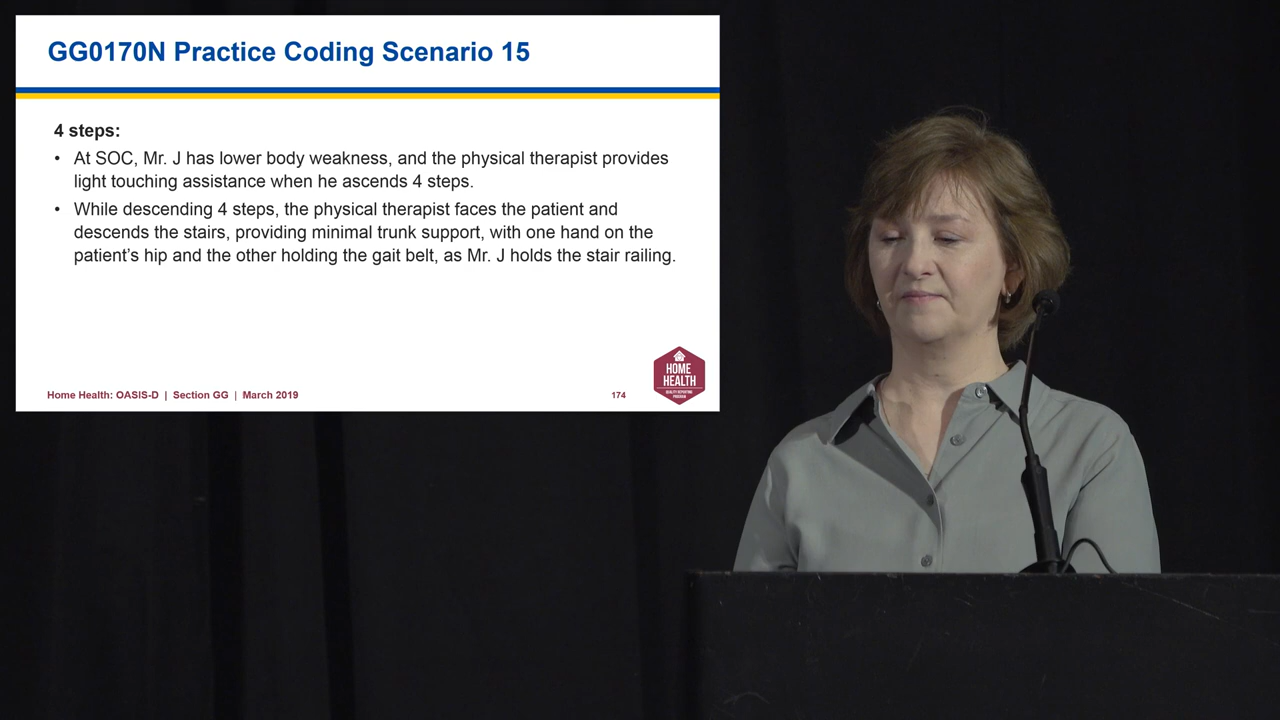 GG0170N Practice Coding Scenario 15
4 steps:
• At SOC, Mr. J has lower body weakness, and the physical therapist provides
light touching assistance when he ascends 4 steps.
• While descending 4 steps, the physical therapist faces the patient and
descends the stairs, providing minimal trunk support, with one hand on the
patient's hip and the other holding the gait belt, as Mr. J holds the stair railing.
Home Health: OASIS-D | Section GG | March 2019
174
HOME
HEALTH
QUALITY REPORTING
PROGRAM